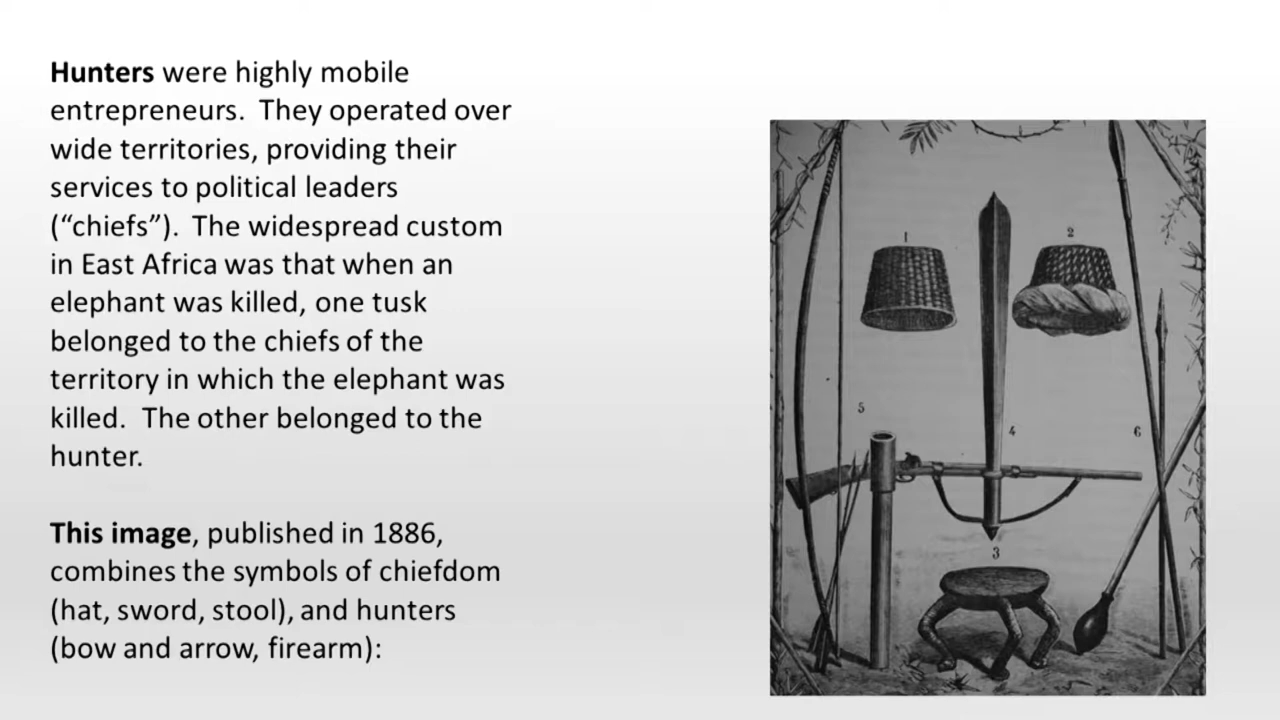 Hunters were highly mobile
entrepreneurs.  They operated over
wide territories, providing their
services to political leaders
(“chiefs”).  The widespread custom
in East Africa was that when an
elephant was killed, one tusk
belonged to the chiefs of the
territory in which the elephant was
killed.  The other belonged to the
hunter.
This image, published in 1886,
combines the symbols of chiefdom
(hat, sword, stool), and hunters
(bow and arrow, firearm):
1
2
5
4
6
3